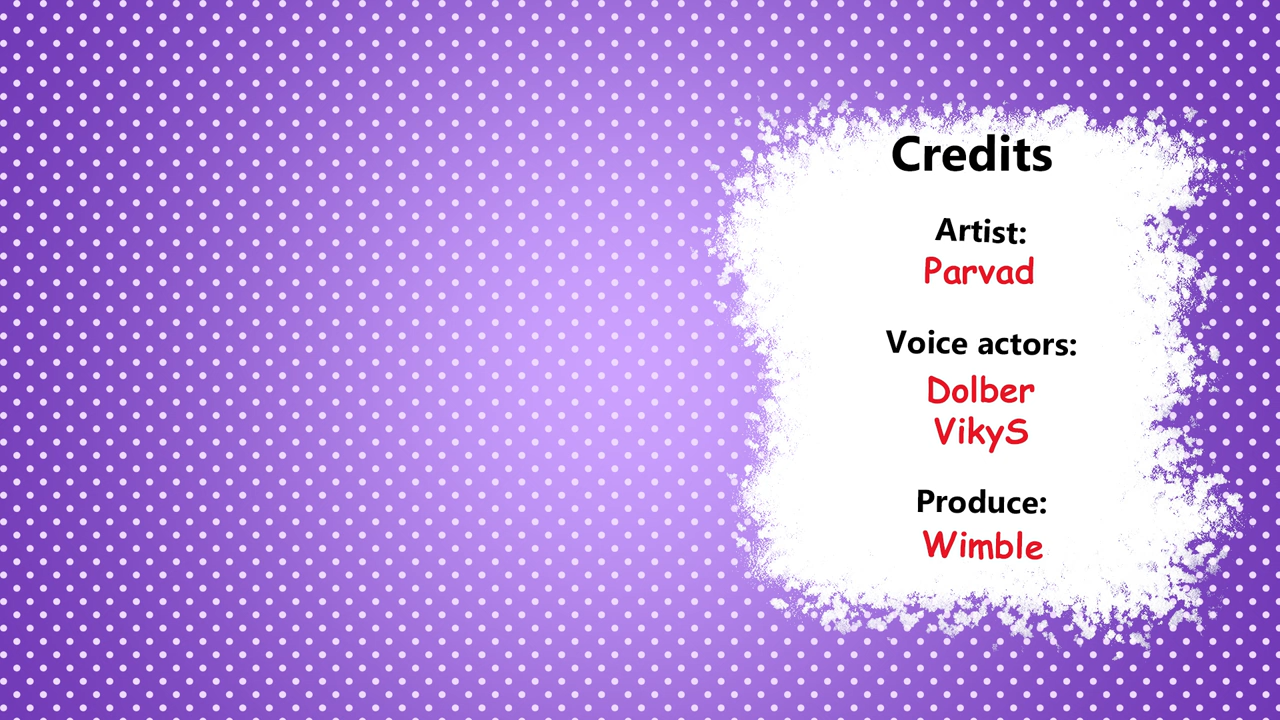 Credits
Artist:
Parvad
Voice actors:
Dolber
VikyS
Produce:
Wimble